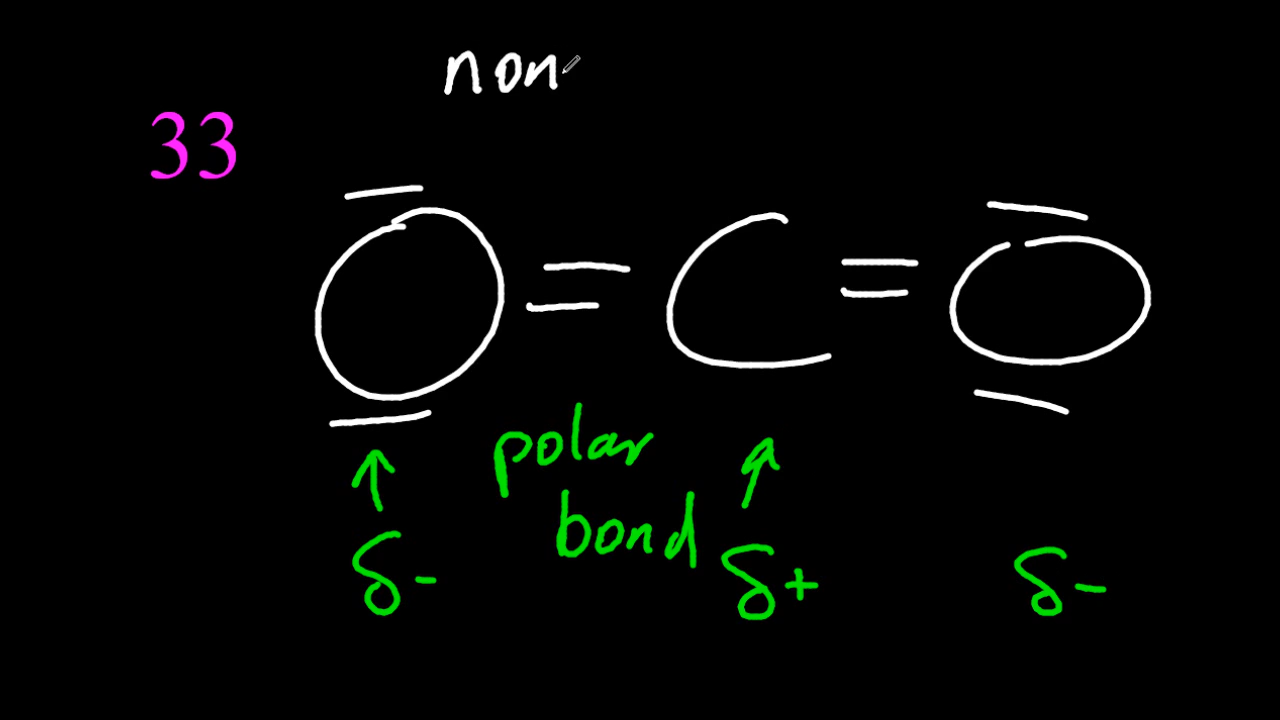 non
33
O = C = O
polar
bond
δ- δ+ δ-